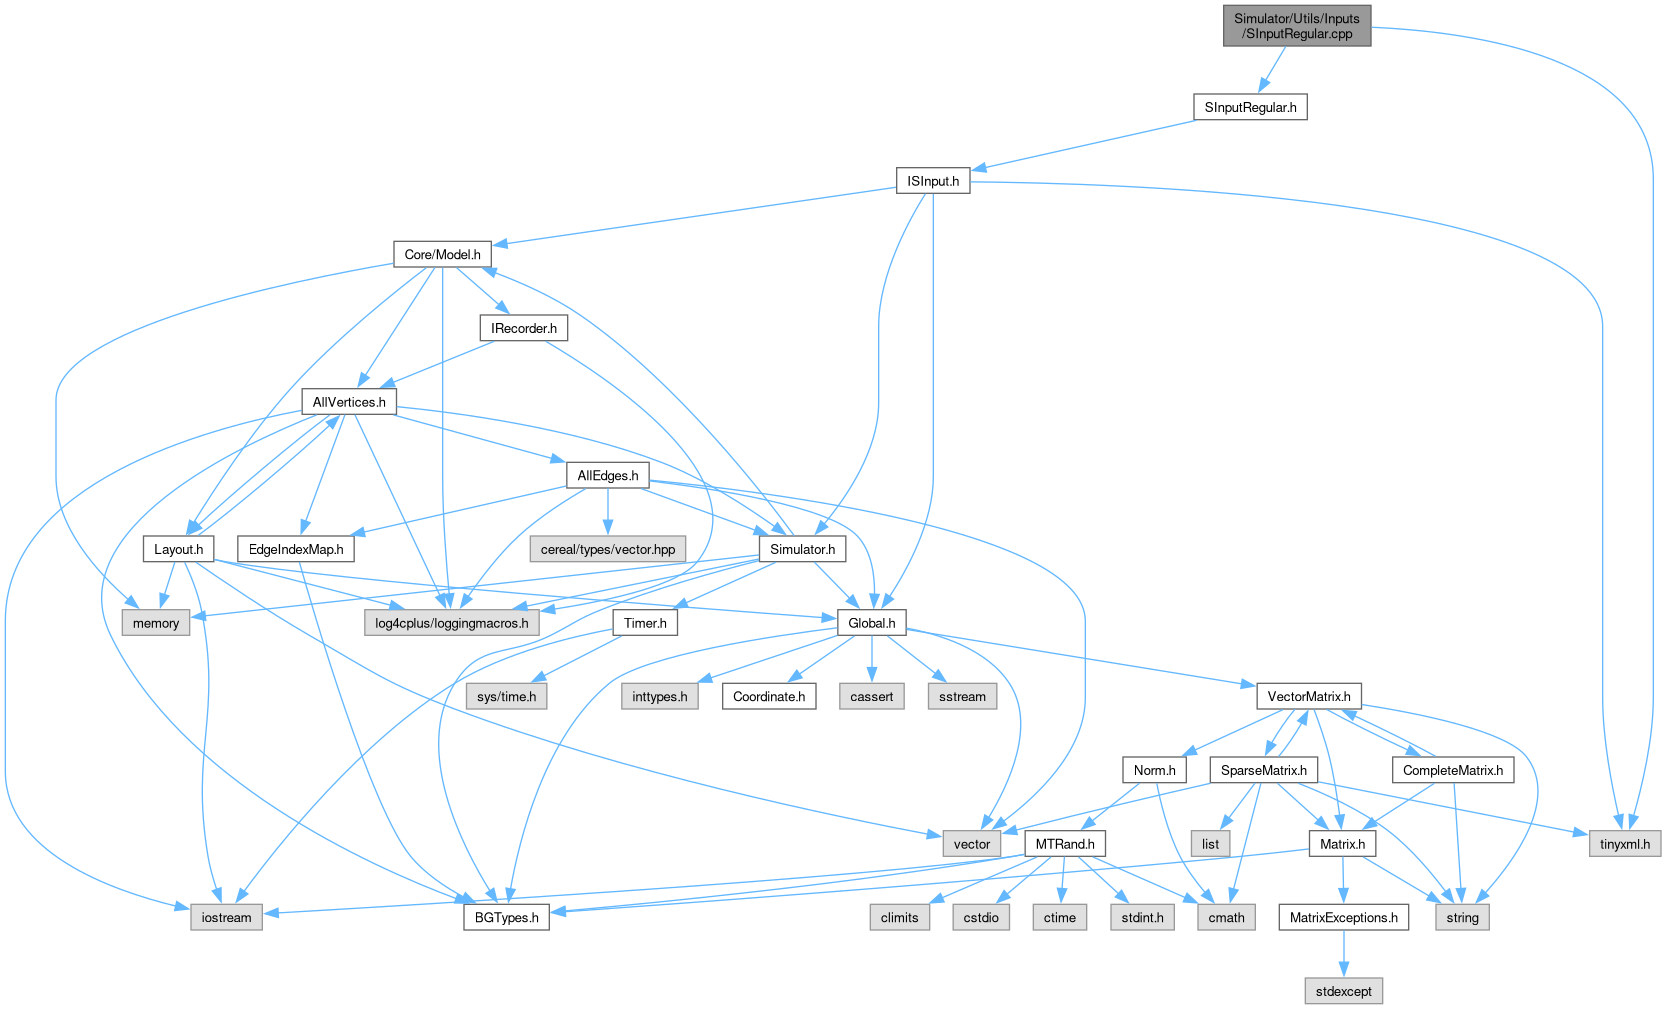 Simulator/Utils/Inputs
/SInputRegular.cpp
SInputRegular.h
ISInput.h
Core/Model.h
IRecorder.h
AllVertices.h
AllEdges.h
Layout.h
EdgeIndexMap.h
cereal/types/vector.hpp
Simulator.h
memory
log4cplus/loggingmacros.h
Timer.h
Global.h
sys/time.h
inttypes.h
Coordinate.h
cassert
sstream
VectorMatrix.h
Norm.h
SparseMatrix.h
CompleteMatrix.h
vector
MTRand.h
list
Matrix.h
tinyxml.h
iostream
BGTypes.h
climits
cstdio
ctime
stdint.h
cmath
MatrixExceptions.h
string
stdexcept